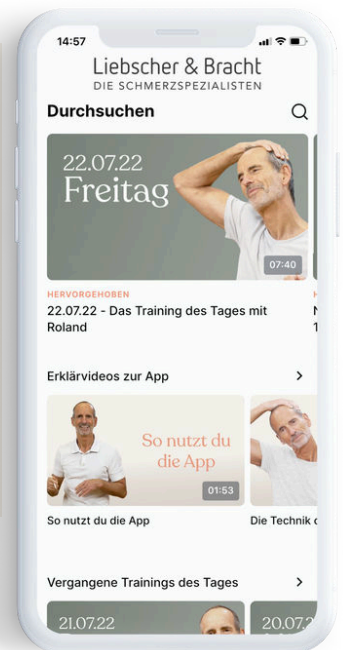 14:57
Liebscher & Bracht
DIE SCHMERZSPEZIALISTEN
Durchsuchen
22.07.22
Freitag
07:40
HERVORGEHOBEN
22.07.22 - Das Training des Tages mit
Roland
Erklärvideos zur App
So nutzt du
die App
01:53
So nutzt du die App
Die Technik
Vergangene Trainings des Tages
21.07.22
20.07.2